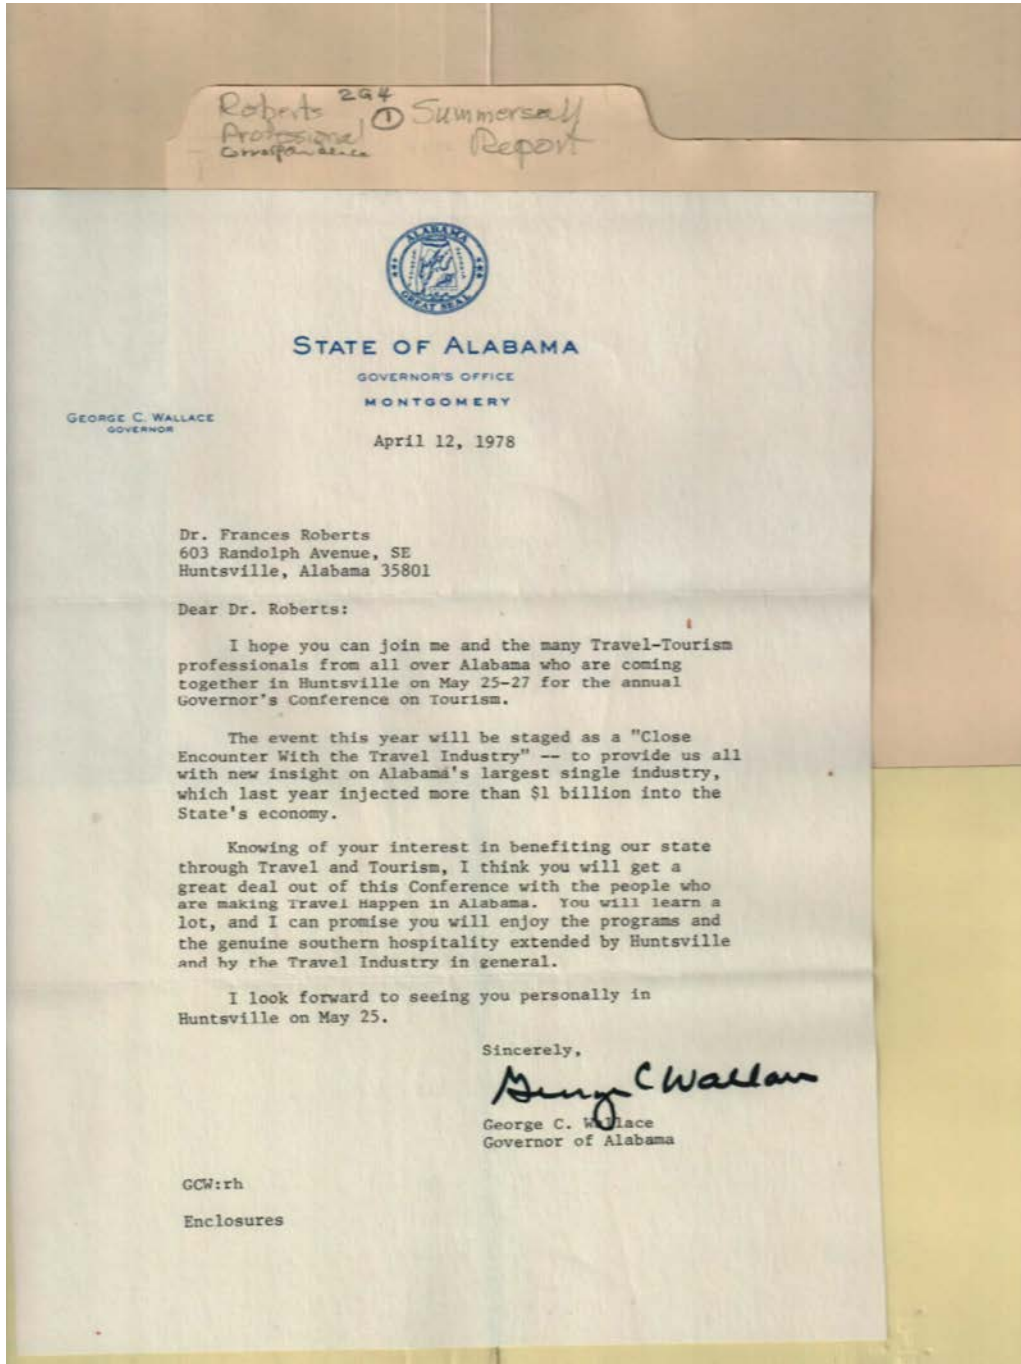 Roberts 2G4 ① Summersell
Professional Report
Correspondence
ALABAMA
GREAT SEAL
STATE OF ALABAMA
GOVERNOR'S OFFICE
MONTGOMERY
GEORGE C. WALLACE
GOVERNOR
April 12, 1978
Dr. Frances Roberts
603 Randolph Avenue, SE
Huntsville, Alabama 35801
Dear Dr. Roberts:
I hope you can join me and the many Travel-Tourism
professionals from all over Alabama who are coming
together in Huntsville on May 25-27 for the annual
Governor's Conference on Tourism.
The event this year will be staged as a "Close
Encounter With the Travel Industry" -- to provide us all
with new insight on Alabama's largest single industry,
which last year injected more than $1 billion into the
State's economy.
Knowing of your interest in benefiting our state
through Travel and Tourism, I think you will get a
great deal out of this Conference with the people who
are making Travel Happen in Alabama. You will learn a
lot, and I can promise you will enjoy the programs and
the genuine southern hospitality extended by Huntsville
and by the Travel Industry in general.
I look forward to seeing you personally in
Huntsville on May 25.
Sincerely,
George C Wallace
George C. Wallace
Governor of Alabama
GCW:rh
Enclosures